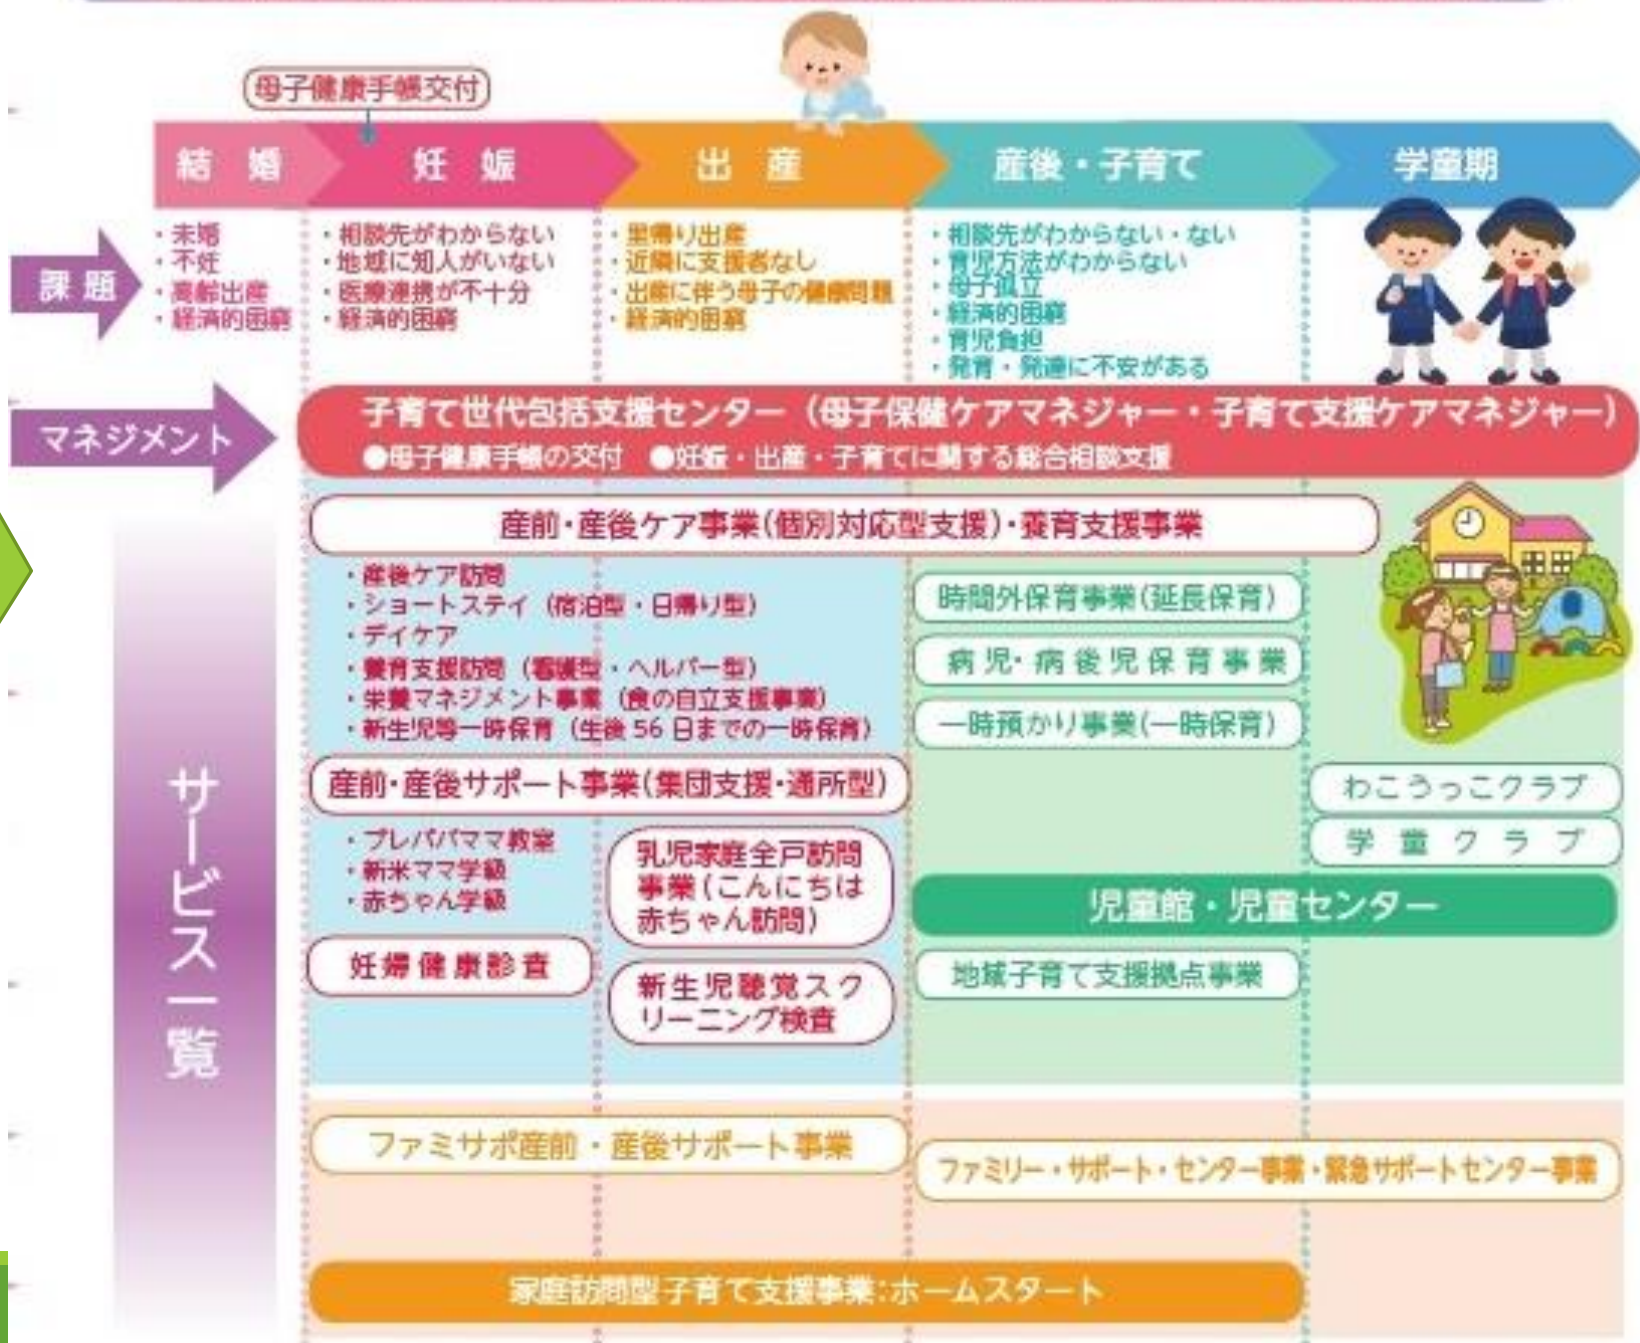 母子健康手帳交付
結 婚
妊 娠
出 産
産後・子育て
学童期
課題
・未婚
・不妊
・高齢出産
・経済的困窮
・相談先がわからない
・地域に知人がいない
・医療連携が不十分
・経済的困窮
・里帰り出産
・近隣に支援者なし
・出産に伴う母子の健康問題
・経済的困窮
・相談先がわからない・ない
・育児方法がわからない
・母子孤立
・経済的困窮
・育児負担
・発育・発達に不安がある
マネジメント
子育て世代包括支援センター（母子保健ケアマネジャー・子育て支援ケアマネジャー）
●母子健康手帳の交付 ●妊娠・出産・子育てに関する総合相談支援
サービス一覧
産前・産後ケア事業(個別対応型支援)・養育支援事業
・産後ケア訪問
・ショートステイ（宿泊型・日帰り型）
・デイケア
・養育支援訪問（看護型・ヘルパー型）
・栄養マネジメント事業（食の自立支援事業）
・新生児等一時保育（生後56日までの一時保育）
時間外保育事業(延長保育)
病児・病後児保育事業
一時預かり事業(一時保育)
産前・産後サポート事業(集団支援・通所型)
・プレパパママ教室
・新米ママ学級
・赤ちゃん学級
乳児家庭全戸訪問
事業(こんにちは
赤ちゃん訪問)
わこうっこクラブ
学童クラブ
児童館・児童センター
妊婦健康診査
新生児聴覚スク
リーニング検査
地域子育て支援拠点事業
ファミサポ産前・産後サポート事業
ファミリー・サポート・センター事業・緊急サポートセンター事業
家庭訪問型子育て支援事業:ホームスタート